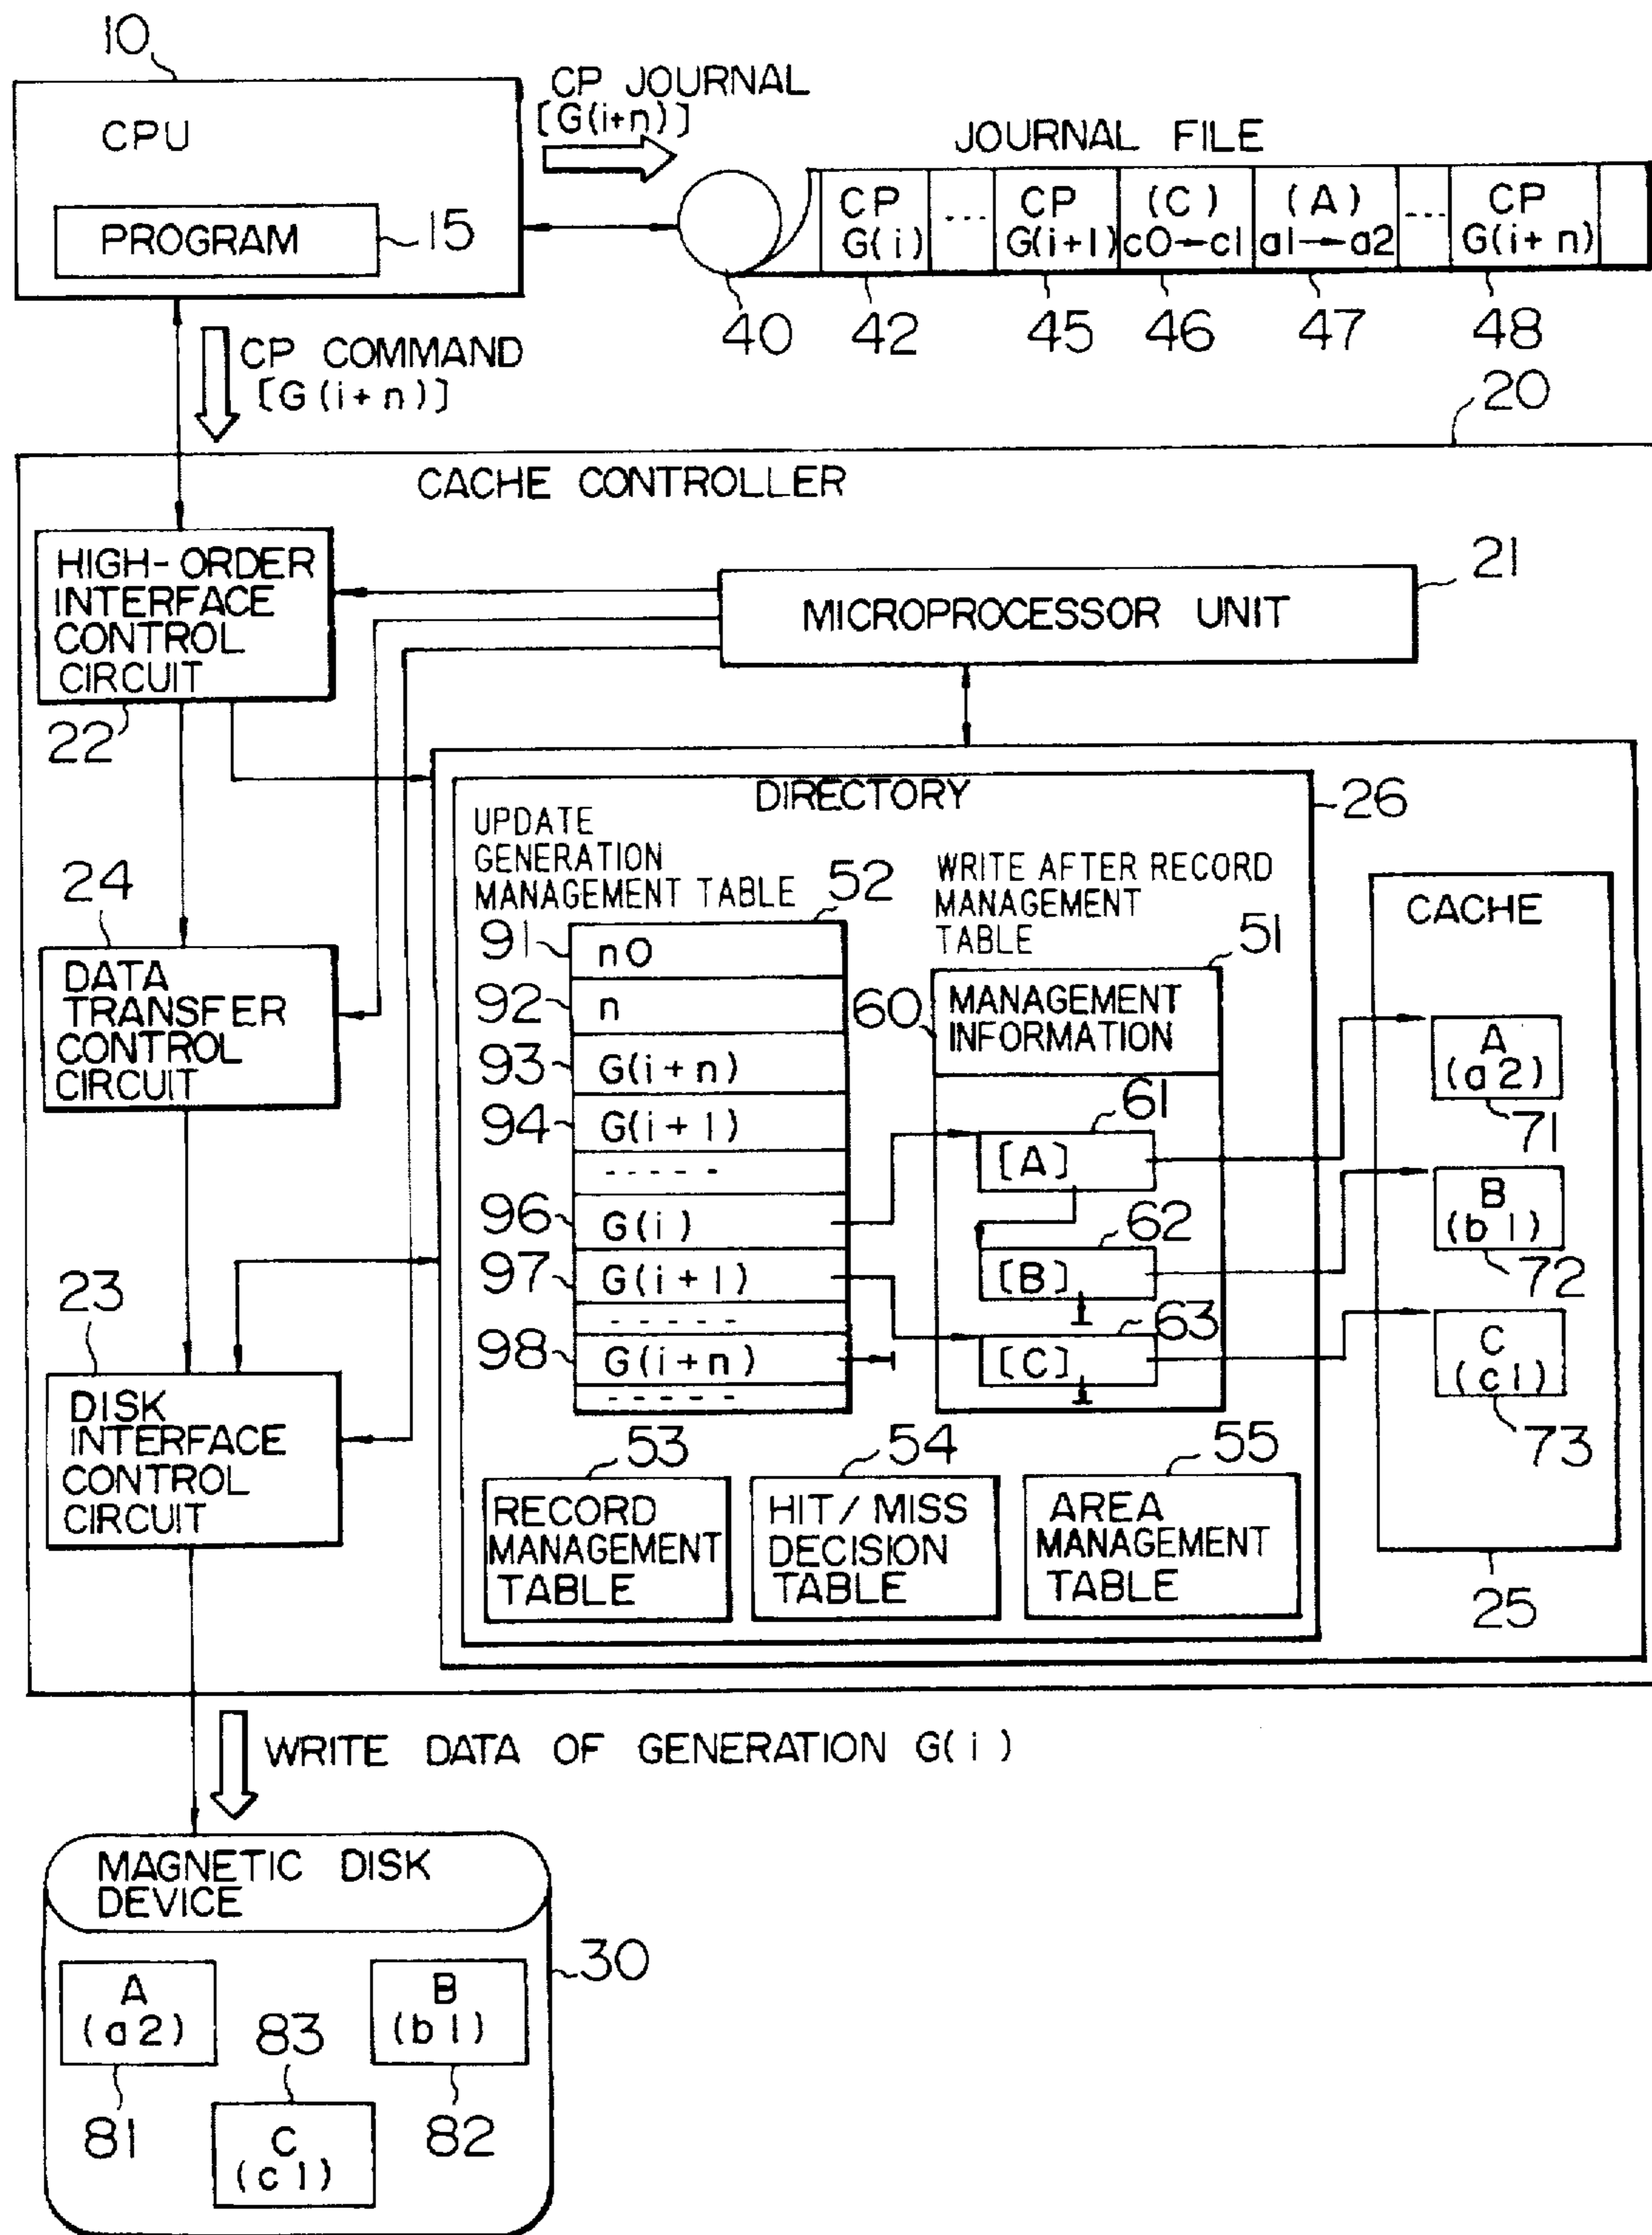 10
CPU
PROGRAM
15
CP JOURNAL
[G(i+n)]
JOURNAL FILE
CP
G(i)
---
CP
G(i+1)
(C)
c0→c1
(A)
a1→a2
---
CP
G(i+n)
40
42
45
46
47
48
CP COMMAND
[G(i+n)]
20
CACHE CONTROLLER
HIGH-ORDER
INTERFACE
CONTROL
CIRCUIT
22
MICROPROCESSOR UNIT
21
24
DATA
TRANSFER
CONTROL
CIRCUIT
23
DISK
INTERFACE
CONTROL
CIRCUIT
DIRECTORY
26
UPDATE
GENERATION
MANAGEMENT TABLE
52
91
n0
92
n
93
G(i+n)
94
G(i+1)
-----
96
G(i)
97
G(i+1)
-----
98
G(i+n)
-----
WRITE AFTER RECORD
MANAGEMENT
TABLE
51
60
MANAGEMENT
INFORMATION
61
[A]
62
[B]
63
[C]
CACHE
A
(a2)
71
B
(b1)
72
C
(c1)
73
25
53
RECORD
MANAGEMENT
TABLE
54
HIT/MISS
DECISION
TABLE
55
AREA
MANAGEMENT
TABLE
WRITE DATA OF GENERATION G(i)
MAGNETIC DISK
DEVICE
30
A
(a2)
81
B
(b1)
82
83
C
(c1)